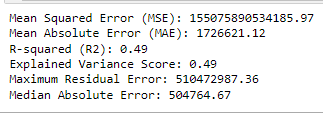 Mean Squared Error (MSE): 155075890534185.97
Mean Absolute Error (MAE): 1726621.12
R-squared (R2): 0.49
Explained Variance Score: 0.49
Maximum Residual Error: 510472987.36
Median Absolute Error: 504764.67